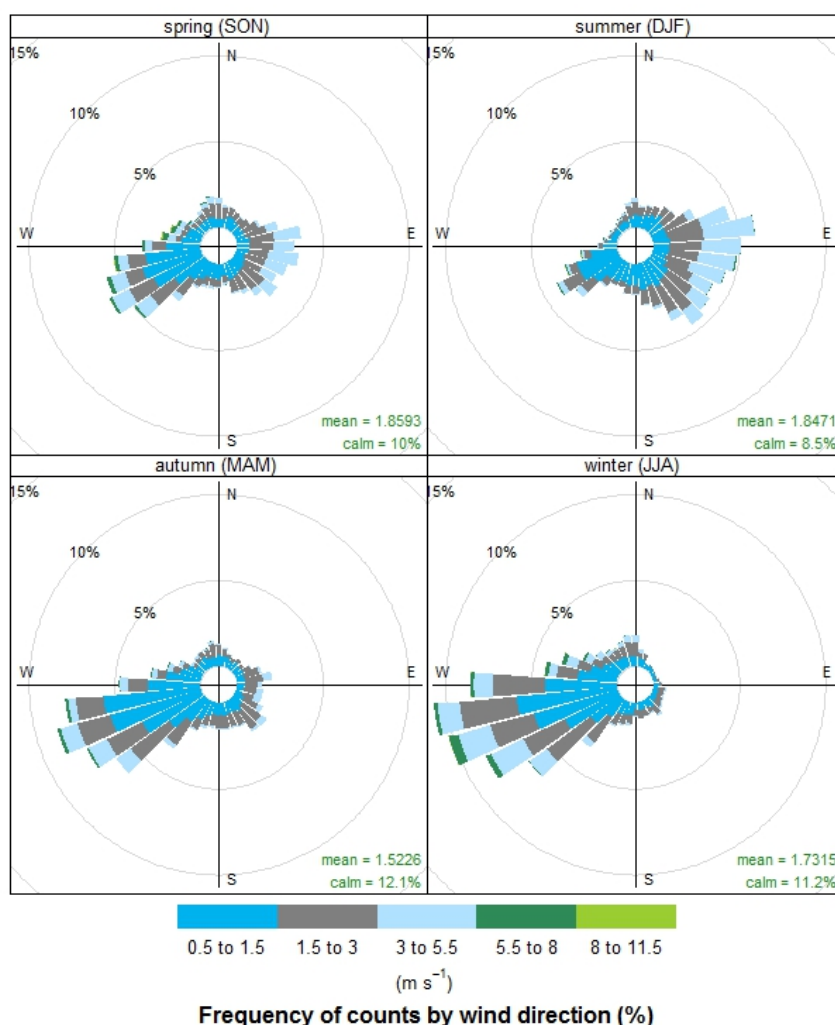 spring (SON)
15%
N
10%
5%
W
E
S
mean = 1.8593
calm = 10%
summer (DJF)
15%
N
10%
5%
W
E
S
mean = 1.8471
calm = 8.5%
autumn (MAM)
15%
N
10%
5%
W
E
S
mean = 1.5226
calm = 12.1%
winter (JJA)
15%
N
10%
5%
W
E
S
mean = 1.7315
calm = 11.2%
0.5 to 1.5 1.5 to 3 3 to 5.5 5.5 to 8 8 to 11.5
(m s⁻¹)
Frequency of counts by wind direction (%)